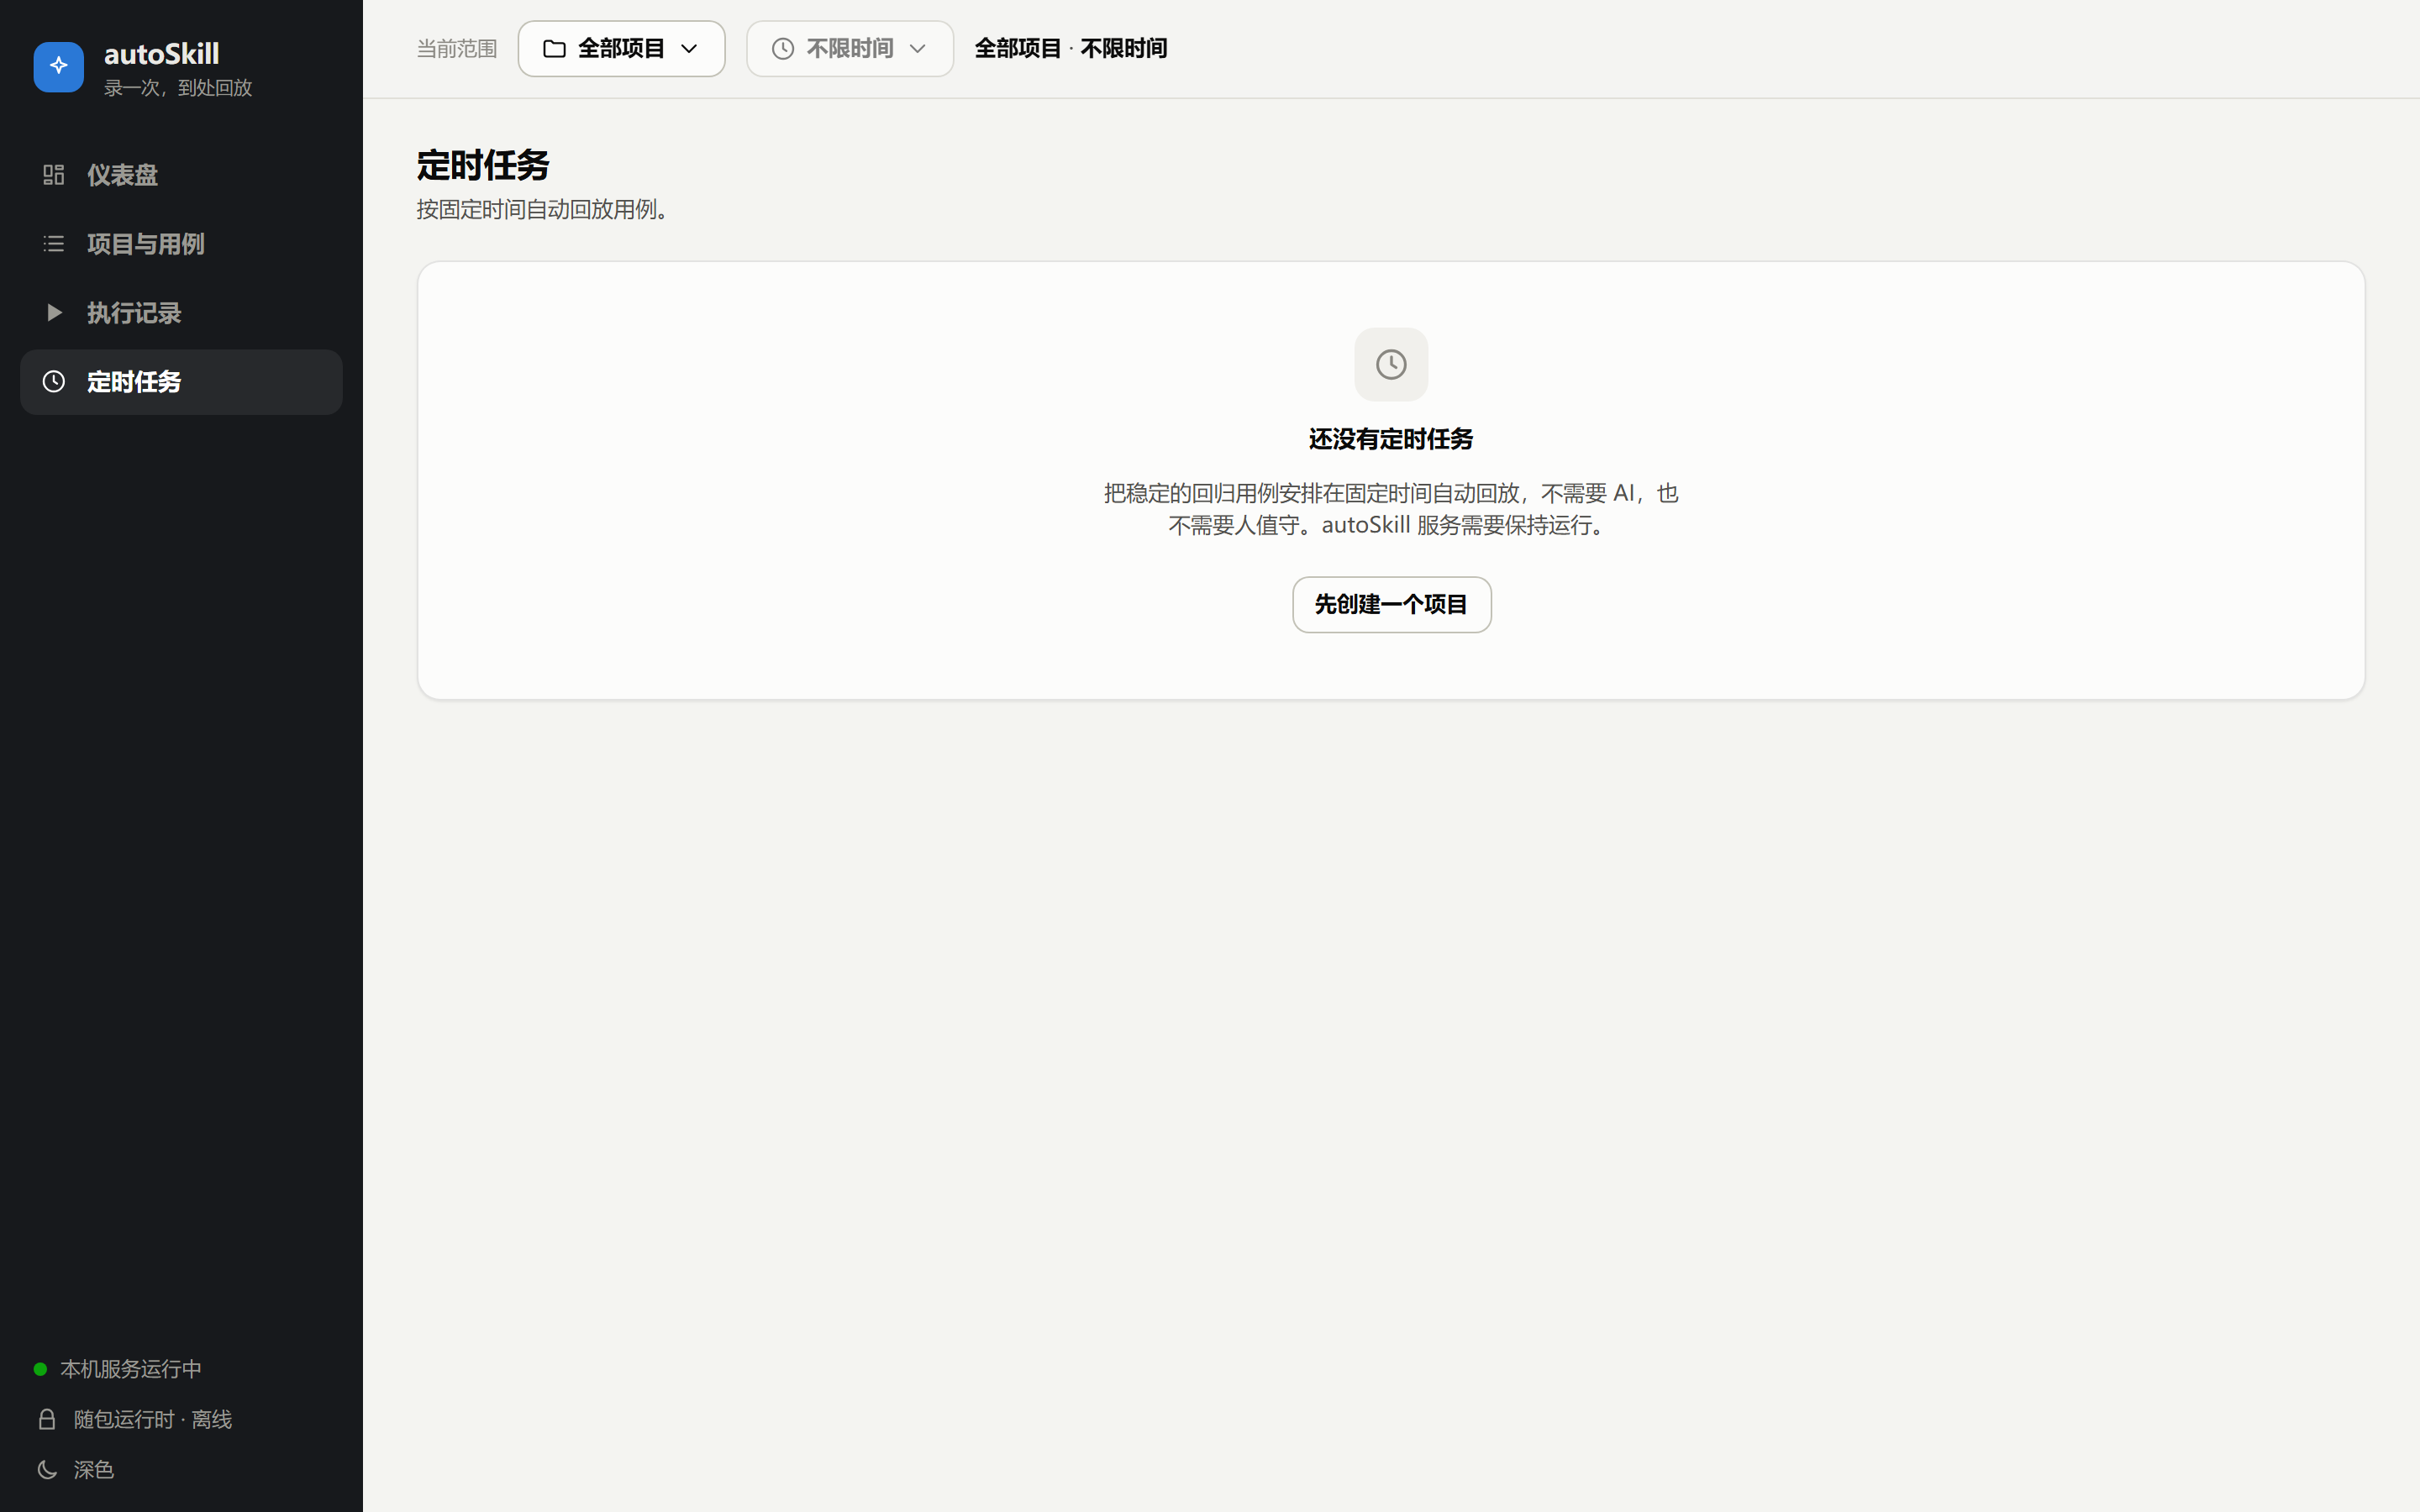 autoSkill
录一次，到处回放
仪表盘
项目与用例
执行记录
定时任务
本机服务运行中
随包运行时 · 离线
深色
当前范围
全部项目
不限时间
全部项目 · 不限时间
定时任务
按固定时间自动回放用例。
还没有定时任务
把稳定的回归用例安排在固定时间自动回放，不需要 AI，也
不需要人值守。autoSkill 服务需要保持运行。
先创建一个项目